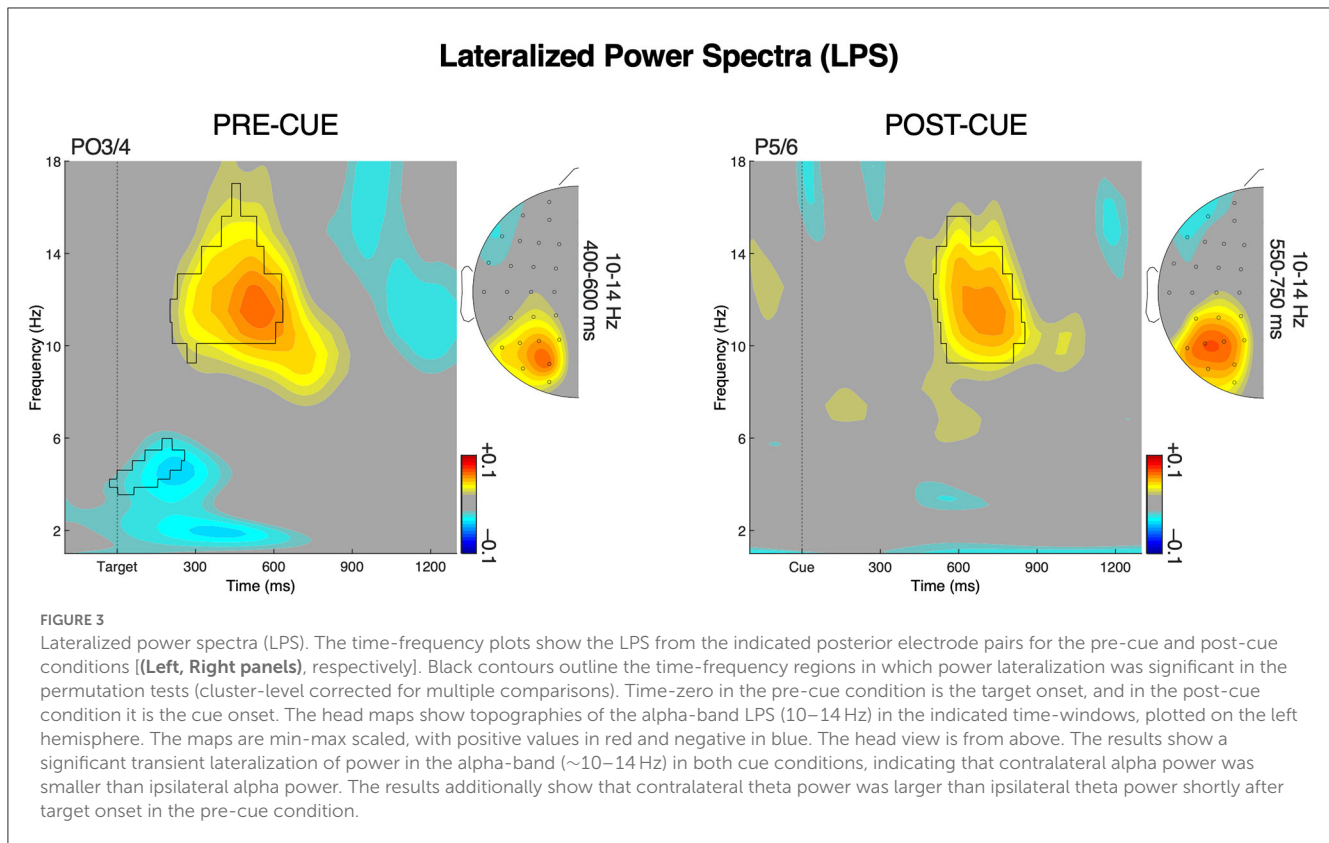 Lateralized Power Spectra (LPS)
PRE-CUE
PO3/4
18
14
10
6
2
Frequency (Hz)
Target
300
600
900
1200
Time (ms)
10-14 Hz
400-600 ms
+0.1
−0.1
POST-CUE
P5/6
18
14
10
6
2
Frequency (Hz)
Cue
300
600
900
1200
Time (ms)
10-14 Hz
550-750 ms
+0.1
−0.1
FIGURE 3
Lateralized power spectra (LPS). The time-frequency plots show the LPS from the indicated posterior electrode pairs for the pre-cue and post-cue
conditions [(Left, Right panels), respectively]. Black contours outline the time-frequency regions in which power lateralization was significant in the
permutation tests (cluster-level corrected for multiple comparisons). Time-zero in the pre-cue condition is the target onset, and in the post-cue
condition it is the cue onset. The head maps show topographies of the alpha-band LPS (10–14 Hz) in the indicated time-windows, plotted on the left
hemisphere. The maps are min-max scaled, with positive values in red and negative in blue. The head view is from above. The results show a
significant transient lateralization of power in the alpha-band (∼10–14 Hz) in both cue conditions, indicating that contralateral alpha power was
smaller than ipsilateral alpha power. The results additionally show that contralateral theta power was larger than ipsilateral theta power shortly after
target onset in the pre-cue condition.